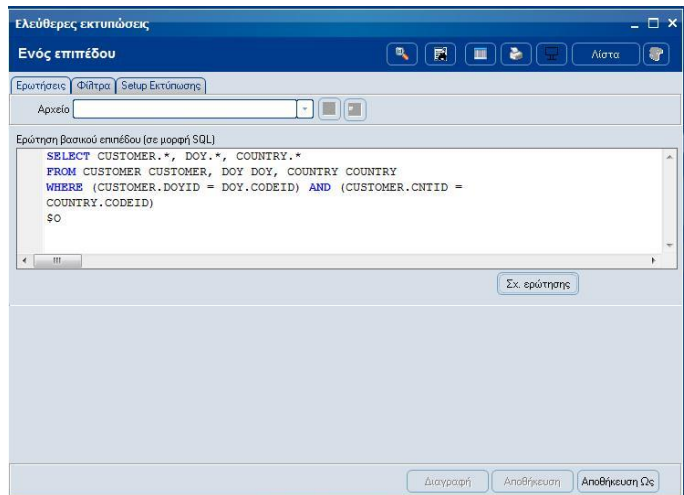 Ελεύθερες εκτυπώσεις
Ενός επιπέδου
Λίστα
Ερωτήσεις Φίλτρα Setup Εκτύπωσης
Αρχείο
Ερώτηση βασικού επιπέδου (σε μορφή SQL)
SELECT CUSTOMER.*, DOY.*, COUNTRY.*
FROM CUSTOMER CUSTOMER, DOY DOY, COUNTRY COUNTRY
WHERE (CUSTOMER.DOYID = DOY.CODEID) AND (CUSTOMER.CNTID =
COUNTRY.CODEID)
$O
Σχ. ερώτησης
Διαγραφή Αποθήκευση Αποθήκευση Ως